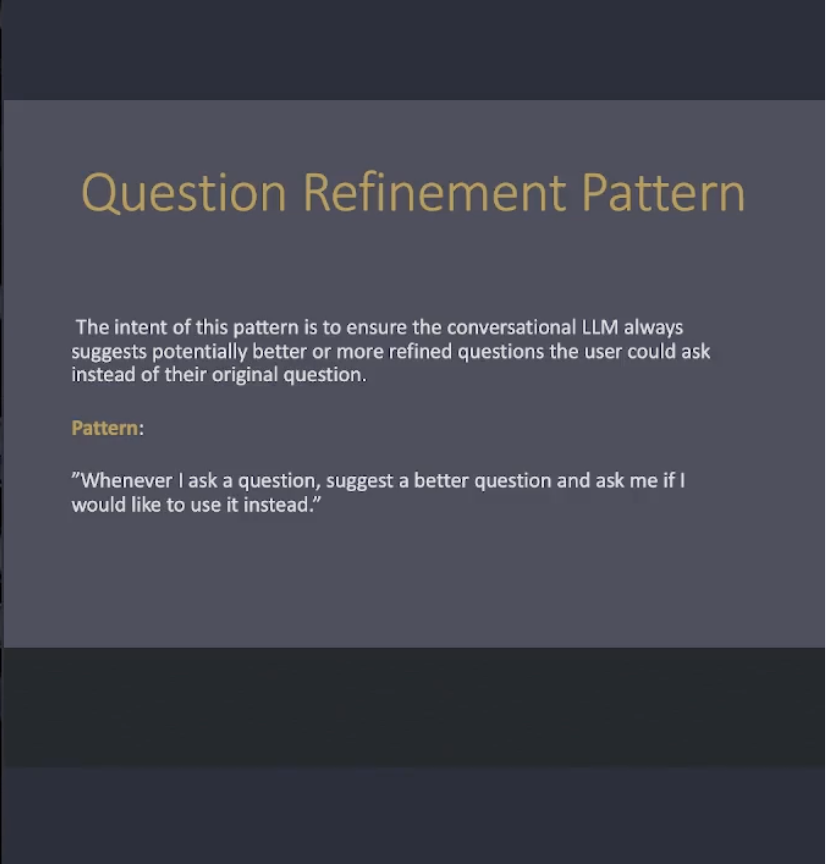 Question Refinement Pattern
The intent of this pattern is to ensure the conversational LLM always
suggests potentially better or more refined questions the user could ask
instead of their original question.
Pattern:
”Whenever I ask a question, suggest a better question and ask me if I
would like to use it instead.”